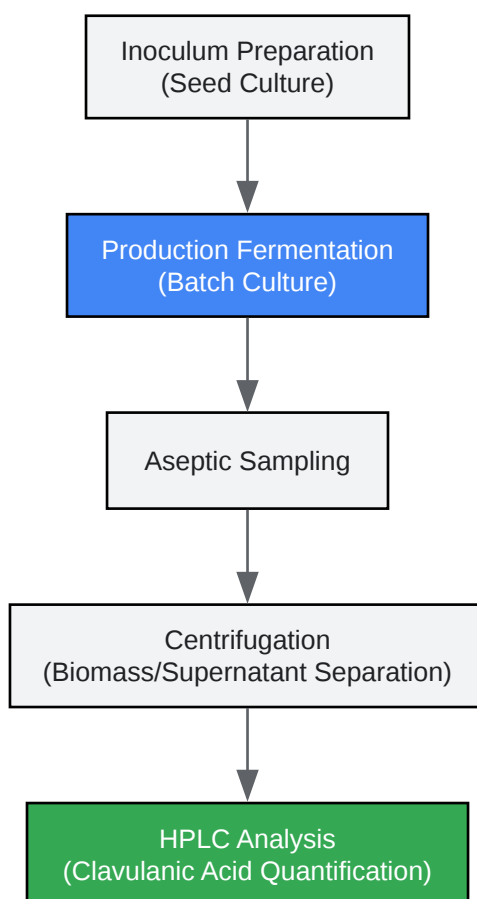 Inoculum Preparation
(Seed Culture)
Production Fermentation
(Batch Culture)
Aseptic Sampling
Centrifugation
(Biomass/Supernatant Separation)
HPLC Analysis
(Clavulanic Acid Quantification)